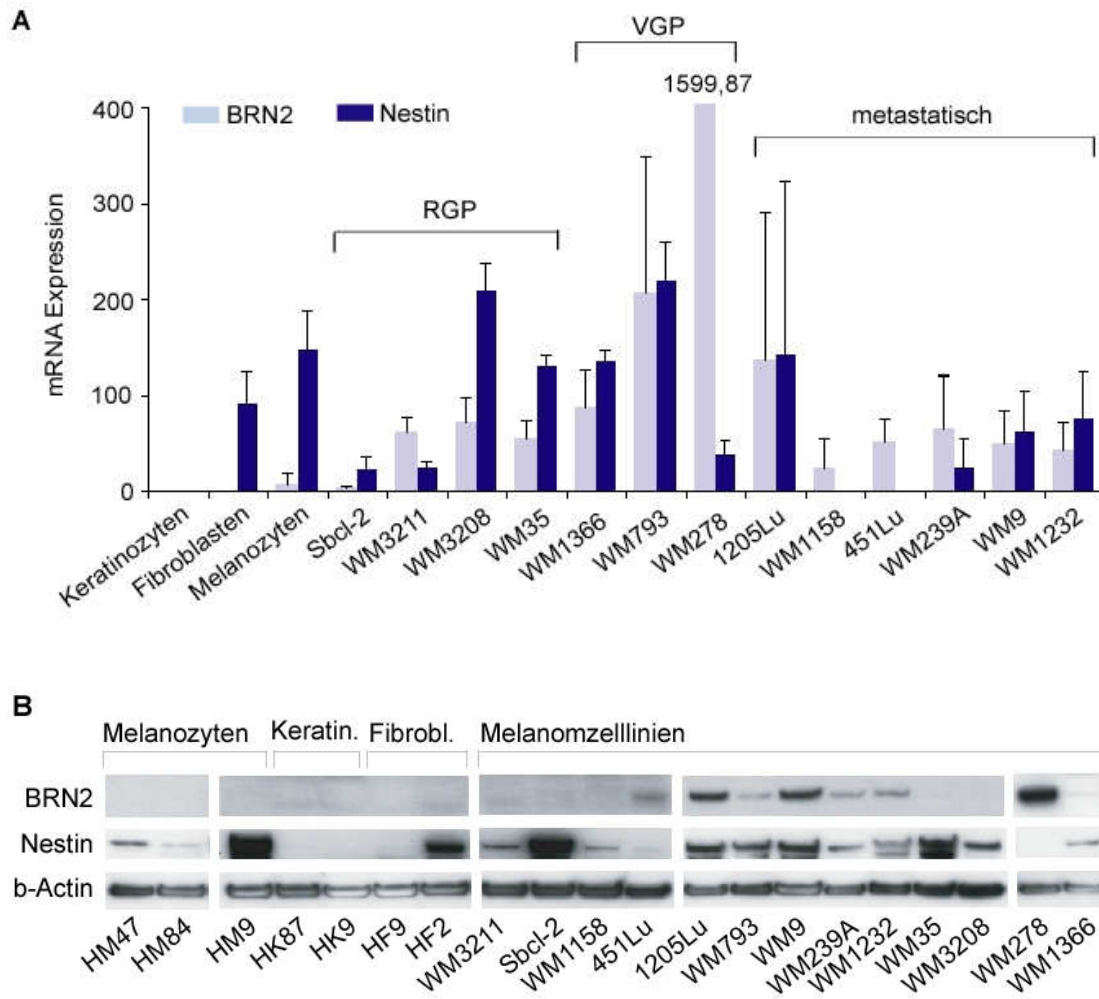 A
VGP
1599,87
400
BRN2
Nestin
metastatisch
300
RGP
200
100
0
mRNA Expression
Keratinozyten
Fibroblasten
Melanozyten
Sbcl-2
WM3211
WM3208
WM35
WM1366
WM793
WM278
1205Lu
WM1158
451Lu
WM239A
WM9
WM1232
B
Melanozyten
Keratin.
Fibrobl.
Melanomzelllinien
BRN2
Nestin
b-Actin
HM47
HM84
HM9
HK87
HK9
HF9
HF2
WM3211
Sbcl-2
WM1158
451Lu
1205Lu
WM793
WM9
WM239A
WM1232
WM35
WM3208
WM278
WM1366